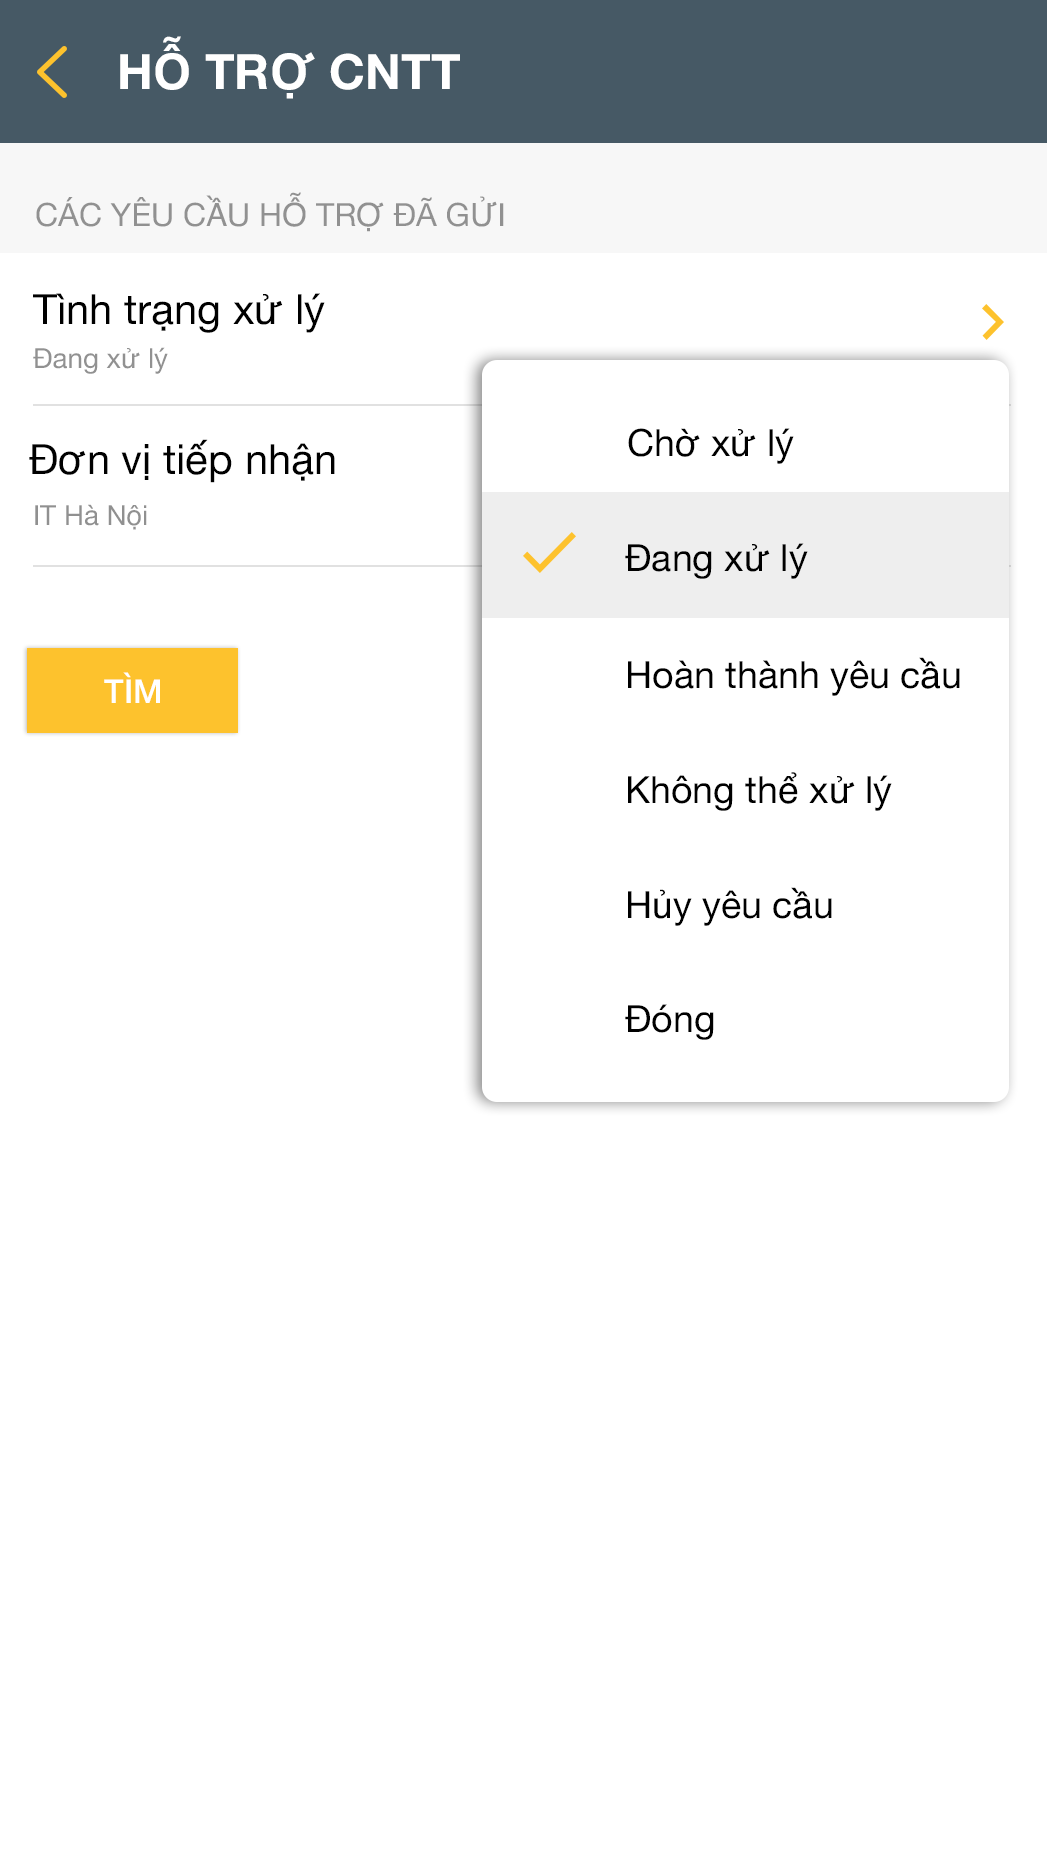 HỖ TRỢ CNTT
CÁC YÊU CẦU HỖ TRỢ ĐÃ GỬI
Tình trạng xử lý
Đang xử lý
Đơn vị tiếp nhận
IT Hà Nội
TÌM
Chờ xử lý
Đang xử lý
Hoàn thành yêu cầu
Không thể xử lý
Hủy yêu cầu
Đóng